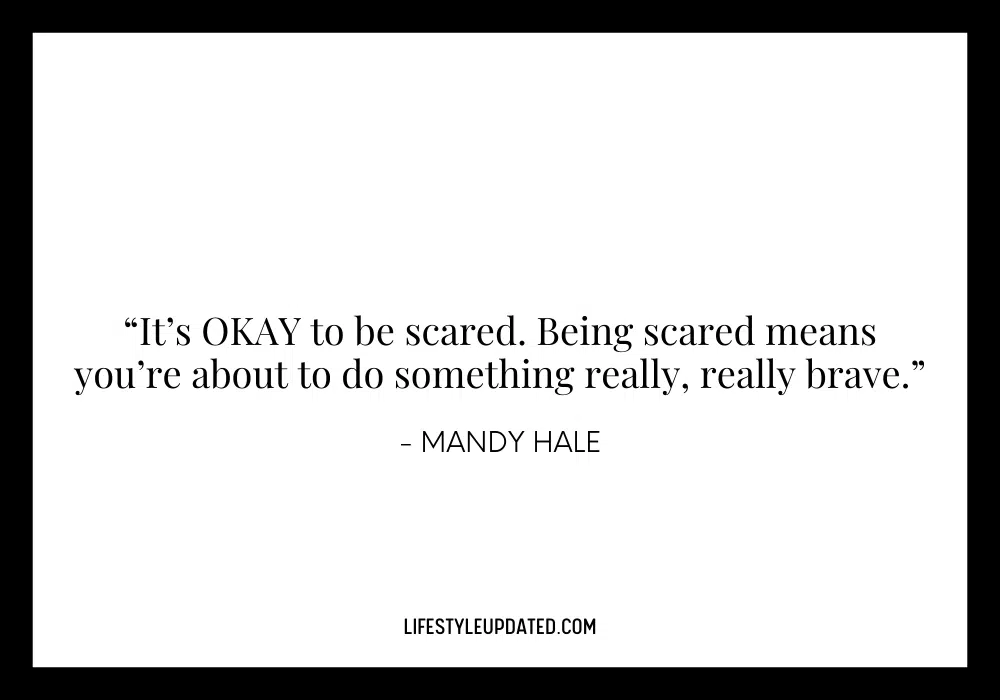 “It’s OKAY to be scared. Being scared means
you’re about to do something really, really brave.”
– MANDY HALE
LIFESTYLEUPDATED.COM